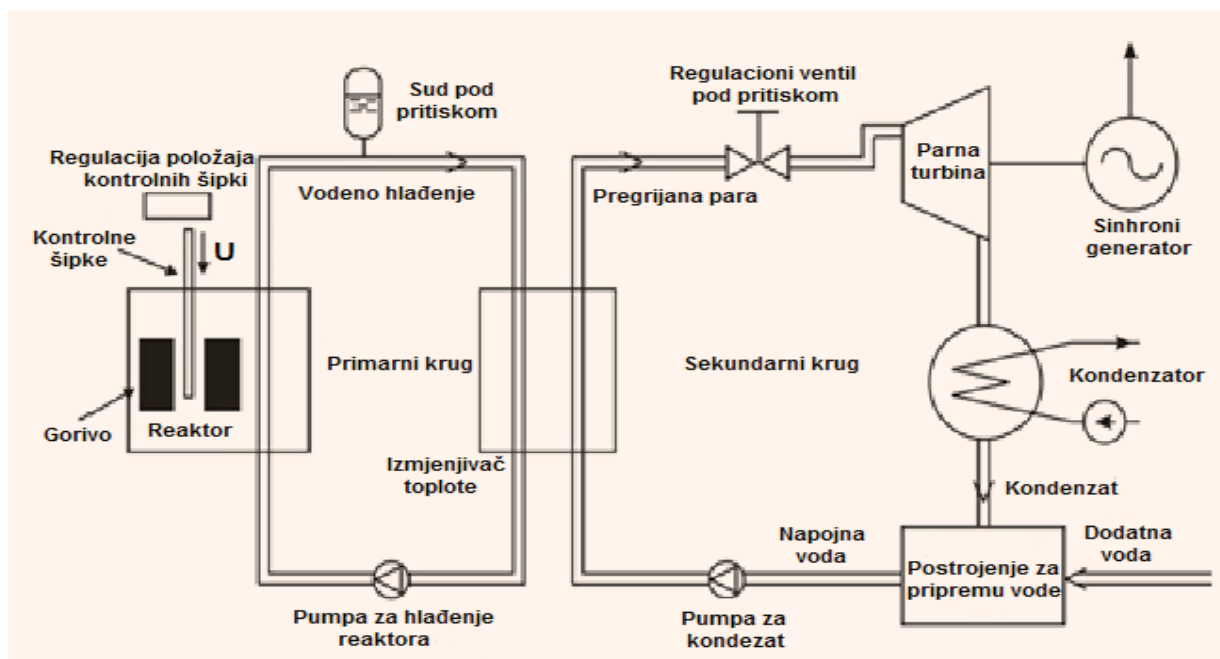 Sud pod
pritiskom
Regulacioni ventil
pod pritiskom
Regulacija položaja
kontrolnih šipki
Vodeno hlađenje
Pregrijana para
Parna
turbina
Sinhroni
generator
Kontrolne
šipke
U
Primarni krug
Sekundarni krug
Kondenzator
Gorivo
Reaktor
Izmjenjivač
toplote
Kondenzat
Napojna
voda
Dodatna
voda
Postrojenje za
pripremu vode
Pumpa za hlađenje
reaktora
Pumpa za
kondezat